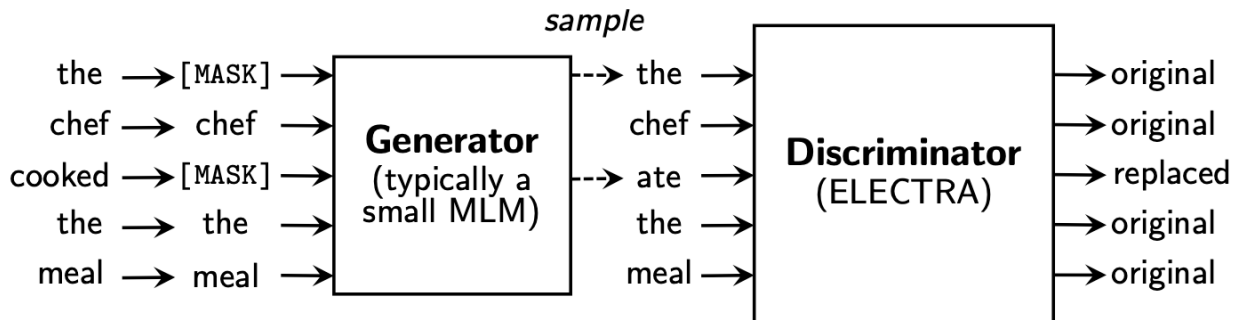 sample
the [MASK] the original
chef chef chef original
cooked [MASK] ate replaced
the the the original
meal meal meal original
Generator
(typically a
small MLM)
Discriminator
(ELECTRA)